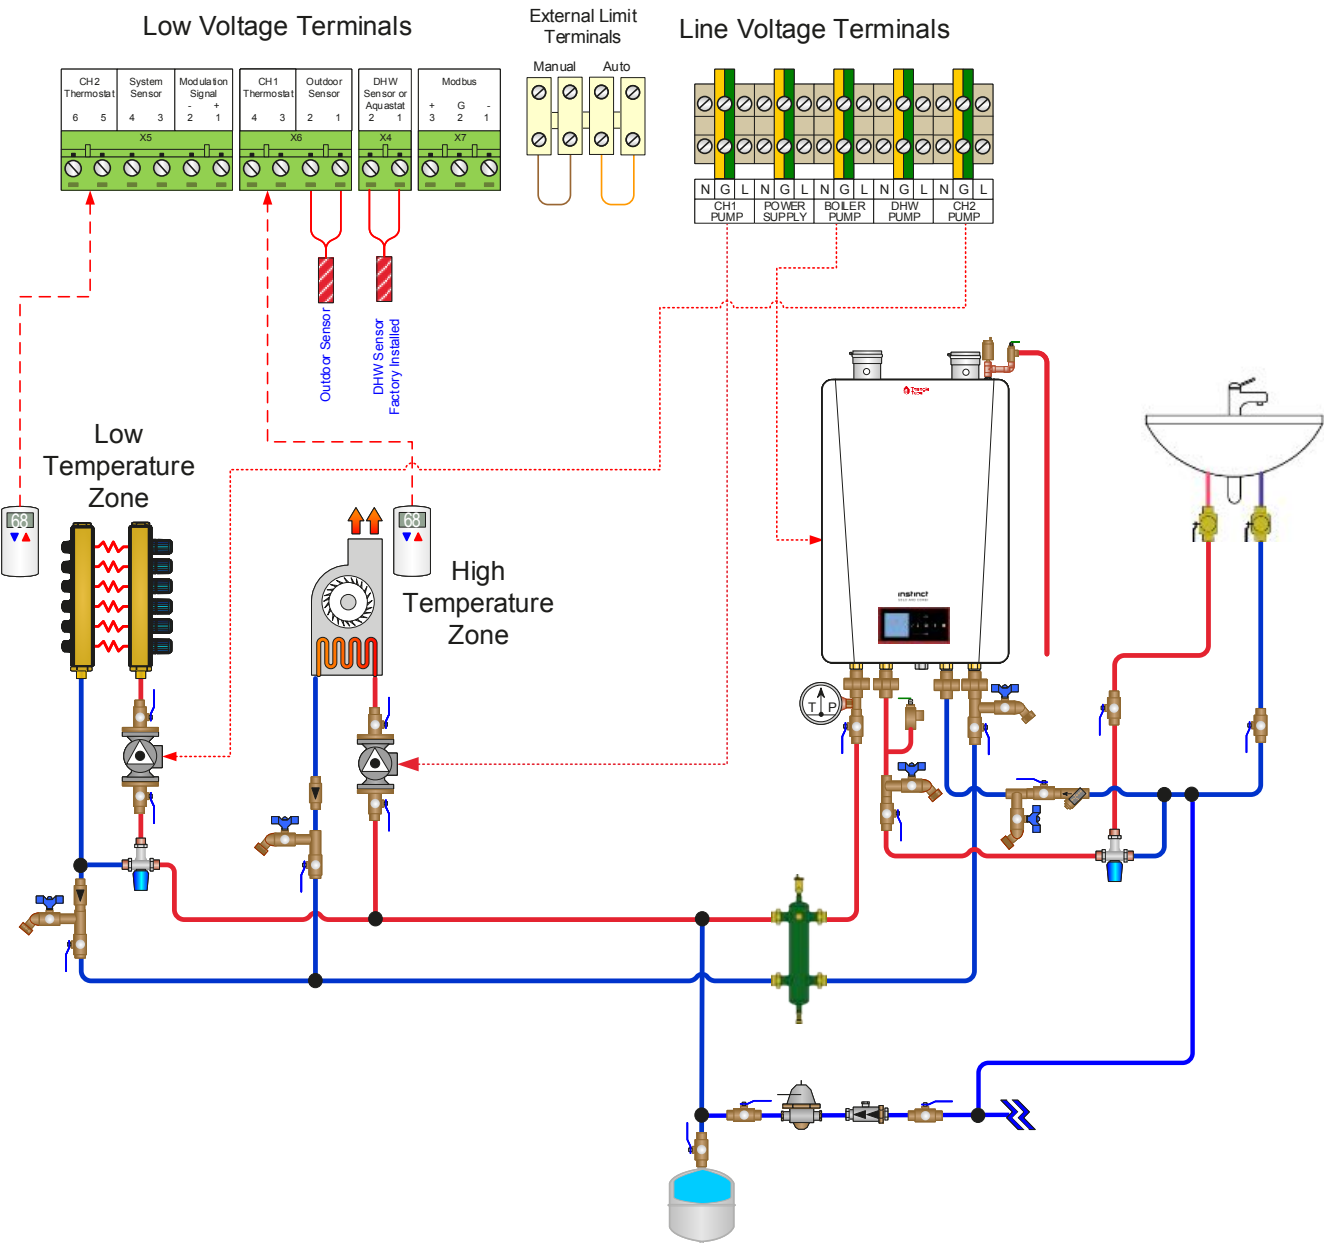 Low Voltage Terminals
External Limit
Terminals
Line Voltage Terminals
Manual Auto
CH2
Thermostat
6 5
System
Sensor
4 3
Modulation
Signal
- +
2 1
X5
CH1
Thermostat
4 3
Outdoor
Sensor
2 1
X6
DHW
Sensor or
Aquastat
2 1
X4
Modbus
+ G -
3 2 1
X7
N G L N G L N G L N G L N G L
CH1
PUMP
POWER
SUPPLY
BOILER
PUMP
DHW
PUMP
CH2
PUMP
Outdoor Sensor
DHW Sensor
Factory Installed
Low
Temperature
Zone
68
68
High
Temperature
Zone
Triangle
Tube
instinct
T P